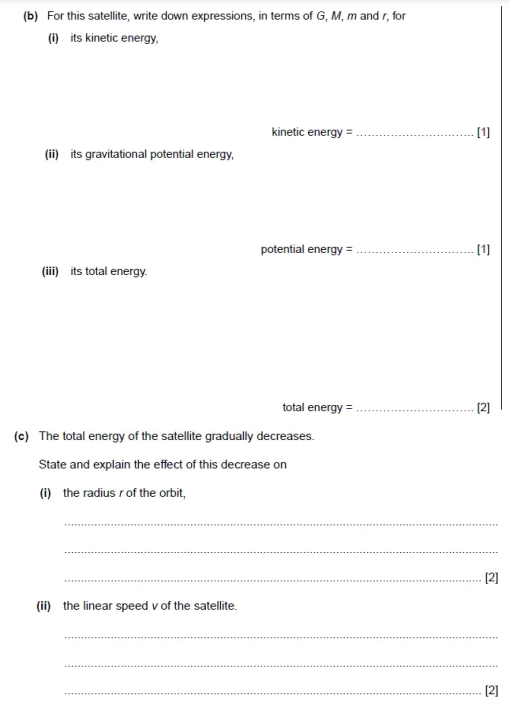 (b) For this satellite, write down expressions, in terms of G, M, m and r, for
(i) its kinetic energy,
kinetic energy = ................................ [1]
(ii) its gravitational potential energy,
potential energy = ................................ [1]
(iii) its total energy.
total energy = ................................ [2]
(c) The total energy of the satellite gradually decreases.
State and explain the effect of this decrease on
(i) the radius r of the orbit,
..........................................................................................
..........................................................................................
.......................................................................................... [2]
(ii) the linear speed v of the satellite.
..........................................................................................
..........................................................................................
.......................................................................................... [2]